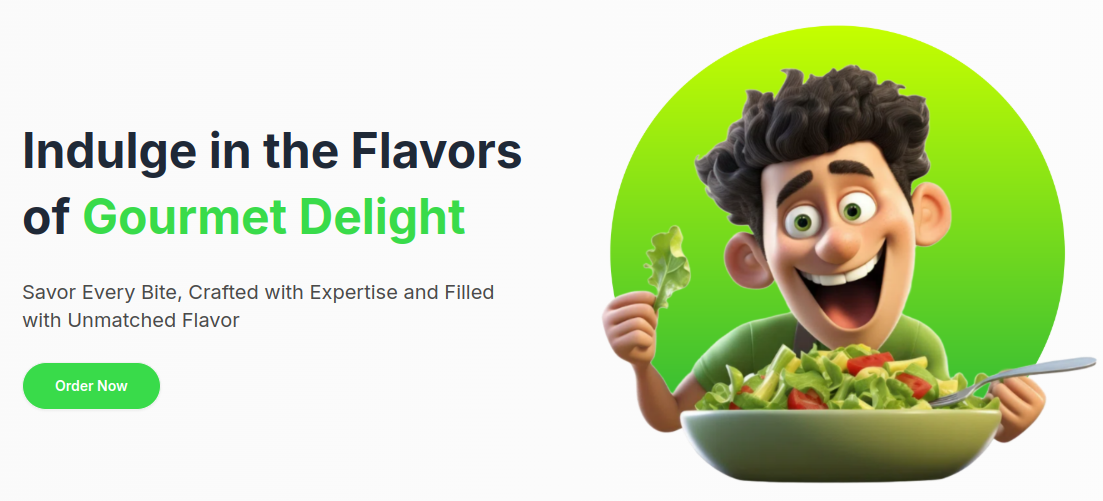 Indulge in the Flavors
of Gourmet Delight
Savor Every Bite, Crafted with Expertise and Filled
with Unmatched Flavor
Order Now